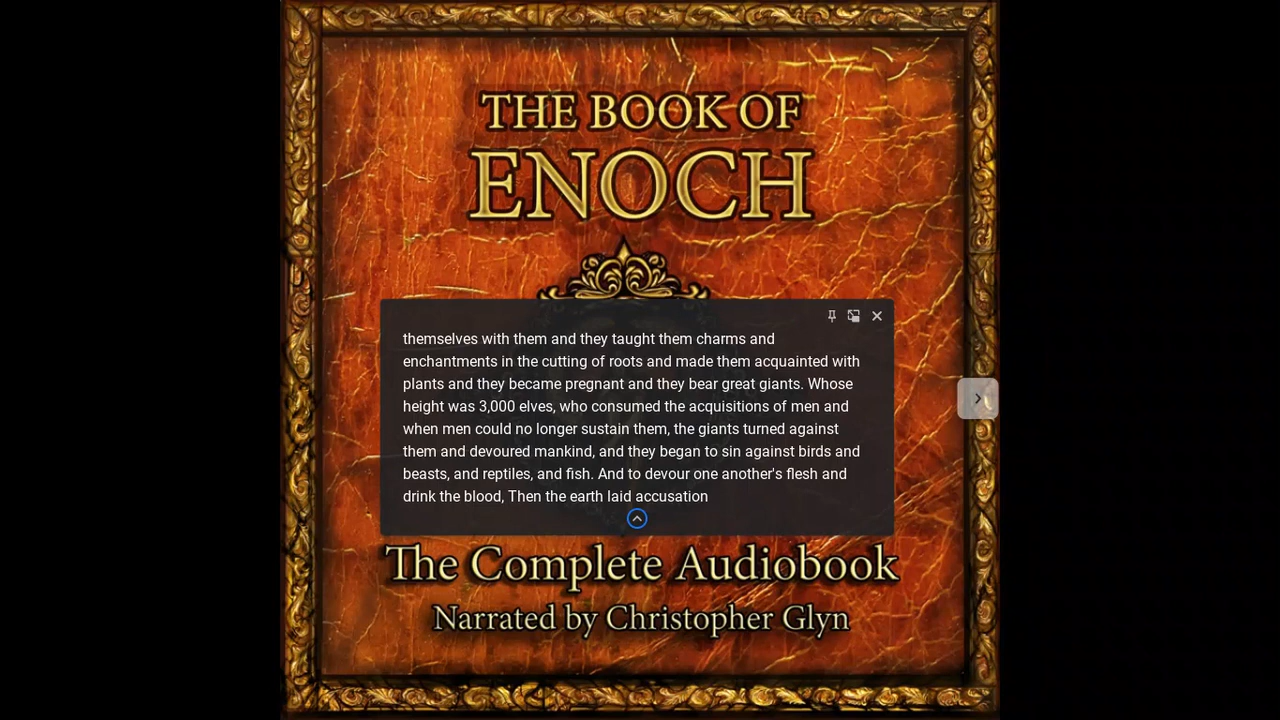 THE BOOK OF
ENOCH
themselves with them and they taught them charms and
enchantments in the cutting of roots and made them acquainted with
plants and they became pregnant and they bear great giants. Whose
height was 3,000 elves, who consumed the acquisitions of men and
when men could no longer sustain them, the giants turned against
them and devoured mankind, and they began to sin against birds and
beasts, and reptiles, and fish. And to devour one another's flesh and
drink the blood, Then the earth laid accusation
The Complete Audiobook
Narrated by Christopher Glyn